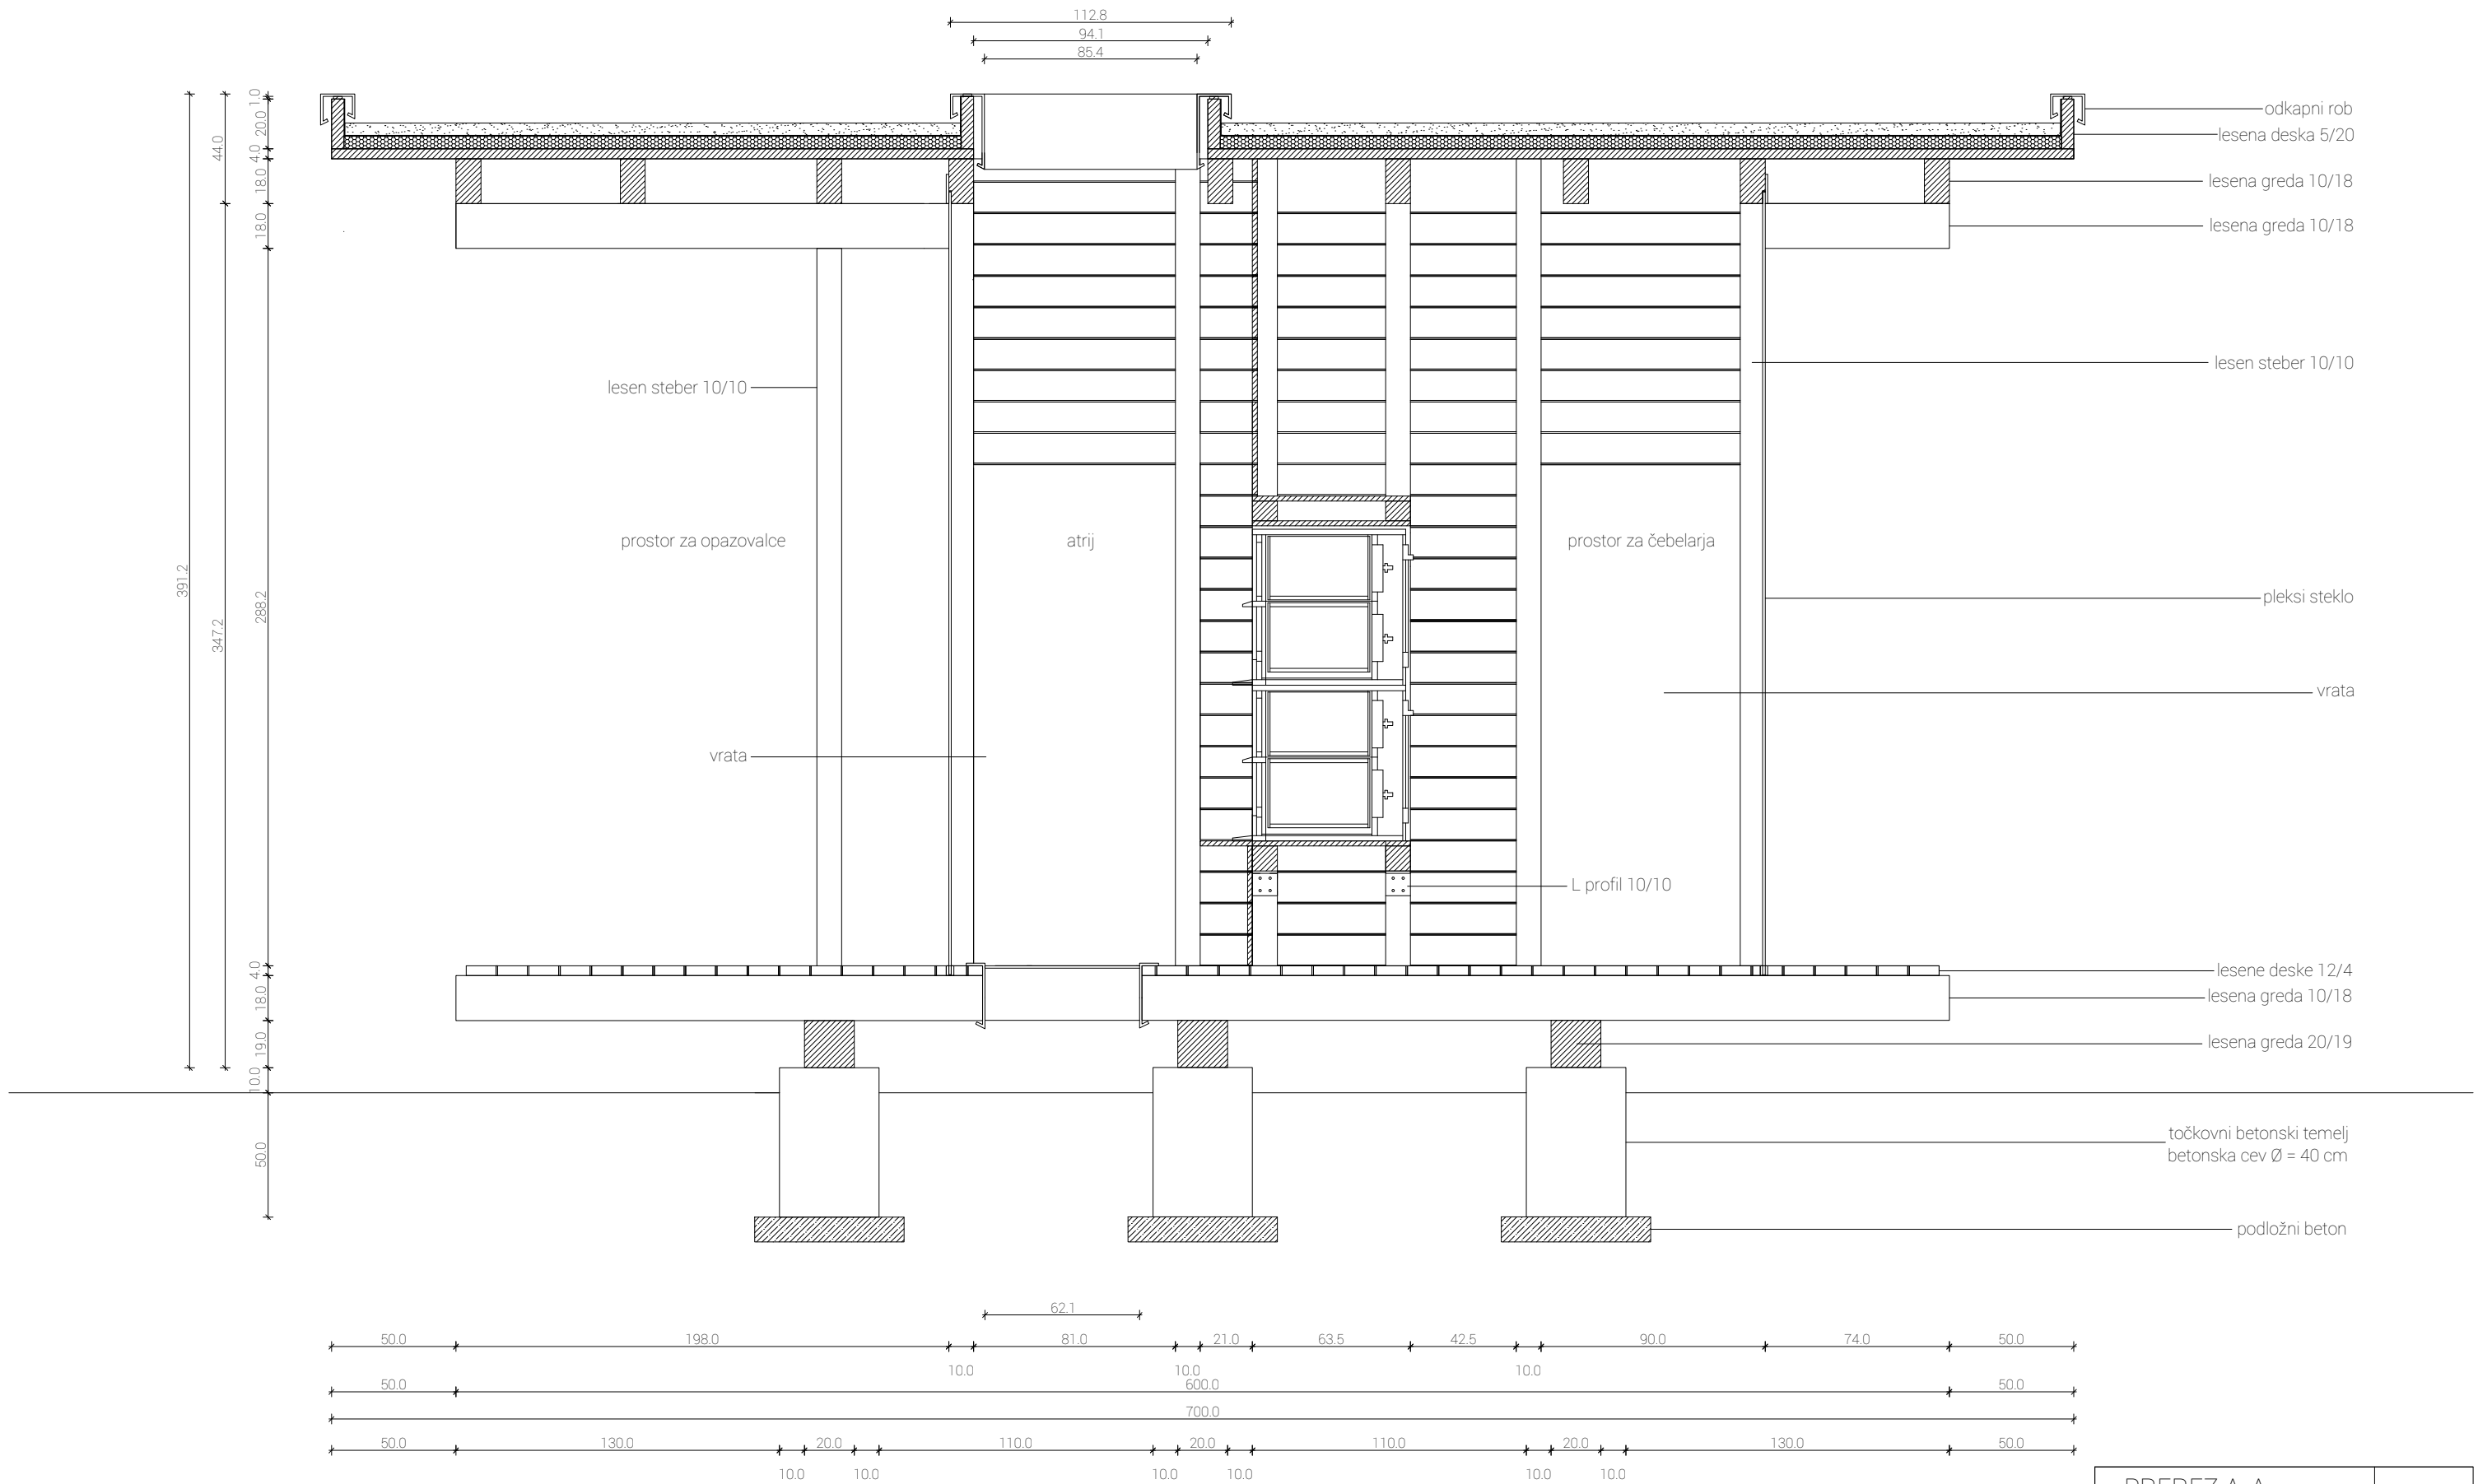 112.8
94.1
85.4
odkapni rob
lesena deska 5/20
lesena greda 10/18
lesena greda 10/18
lesen steber 10/10
lesen steber 10/10
prostor za opazovalce
atrij
prostor za čebelarja
pleksi steklo
vrata
vrata
L profil 10/10
lesene deske 12/4
lesena greda 10/18
lesena greda 20/19
točkovni betonski temelj
betonska cev Ø = 40 cm
podložni beton
391.2
44.0
347.2
1.0
20.0
4.0
18.0
18.0
288.2
4.0
18.0
19.0
10.0
50.0
62.1
50.0 198.0 81.0 21.0 63.5 42.5 90.0 74.0 50.0
10.0 10.0 10.0
50.0 600.0 50.0
700.0
50.0 130.0 20.0 110.0 20.0 110.0 20.0 130.0 50.0
10.0 10.0 10.0 10.0 10.0 10.0
PREREZ A-A